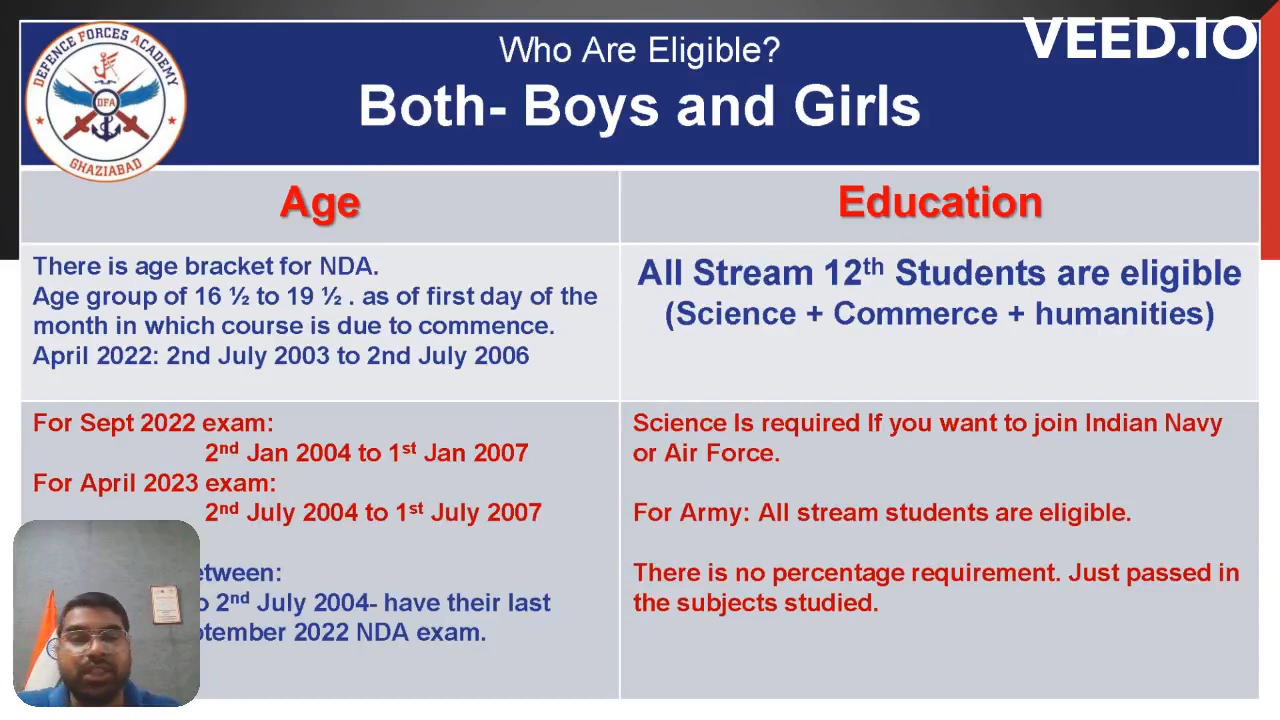 VEED.IO
DEFENCE FORCES ACADEMY
DFA
GHAZIABAD
Who Are Eligible?
Both- Boys and Girls
Age
Education
There is age bracket for NDA.
Age group of 16 ½ to 19 ½ . as of first day of the
month in which course is due to commence.
April 2022: 2nd July 2003 to 2nd July 2006
All Stream 12th Students are eligible
(Science + Commerce + humanities)
For Sept 2022 exam:
2nd Jan 2004 to 1st Jan 2007
For April 2023 exam:
2nd July 2004 to 1st July 2007
2nd July 2004- have their last
2022 NDA exam.
Science Is required If you want to join Indian Navy
or Air Force.
For Army: All stream students are eligible.
There is no percentage requirement. Just passed in
the subjects studied.